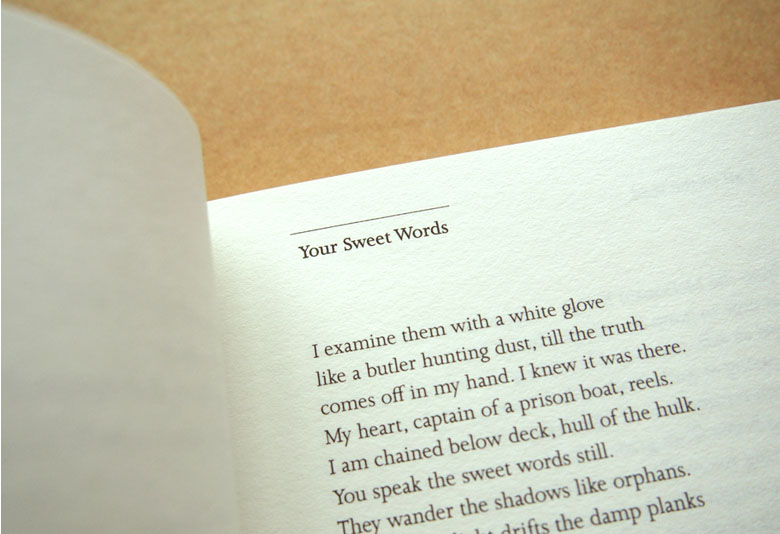 Your Sweet Words
I examine them with a white glove
like a butler hunting dust, till the truth
comes off in my hand. I knew it was there.
My heart, captain of a prison boat, reels.
I am chained below deck, hull of the hulk.
You speak the sweet words still.
They wander the shadows like orphans.
drifts the damp planks